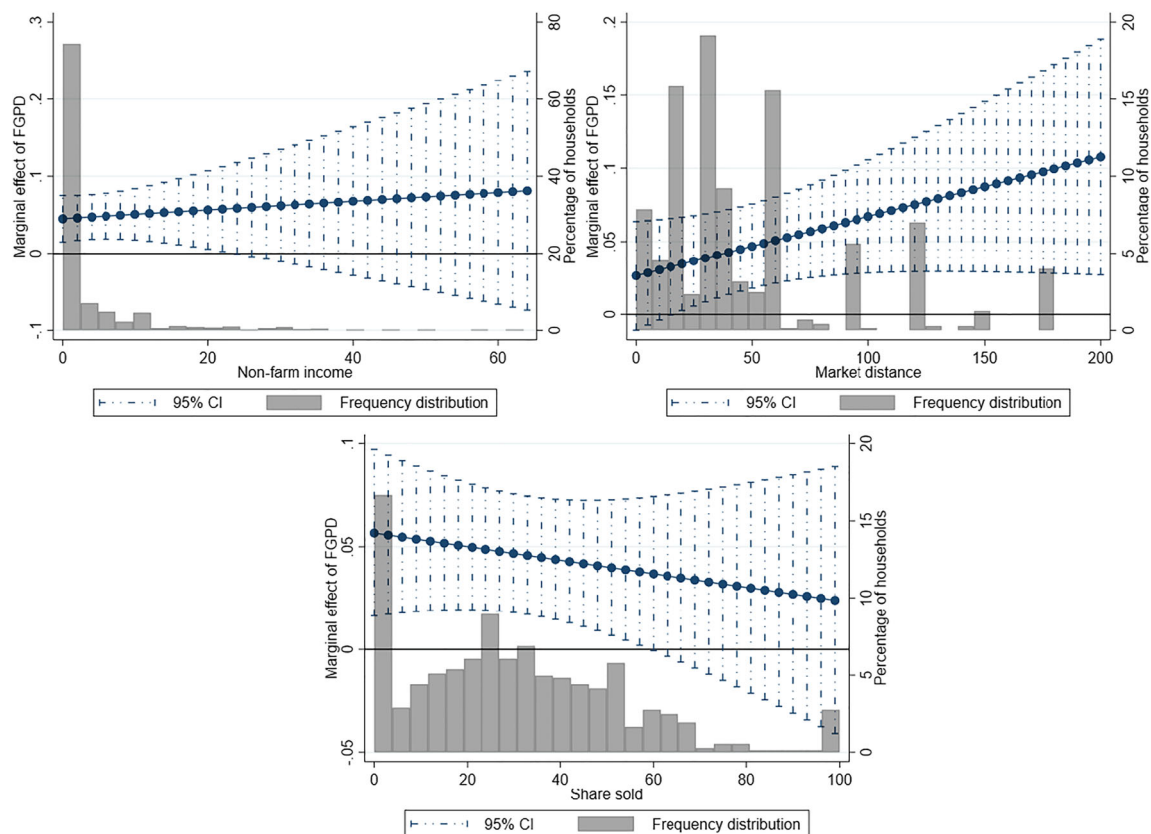 Marginal effect of FGPD
-.1 0 .1 .2 .3
Percentage of households
0 20 40 60 80
0 20 40 60
Non-farm income
95% CI Frequency distribution
Marginal effect of FGPD
0 .05 .1 .15 .2
Percentage of households
0 5 10 15 20
0 50 100 150 200
Market distance
95% CI Frequency distribution
Marginal effect of FGPD
-.05 0 .05 .1
Percentage of households
0 5 10 15 20
0 20 40 60 80 100
Share sold
95% CI Frequency distribution